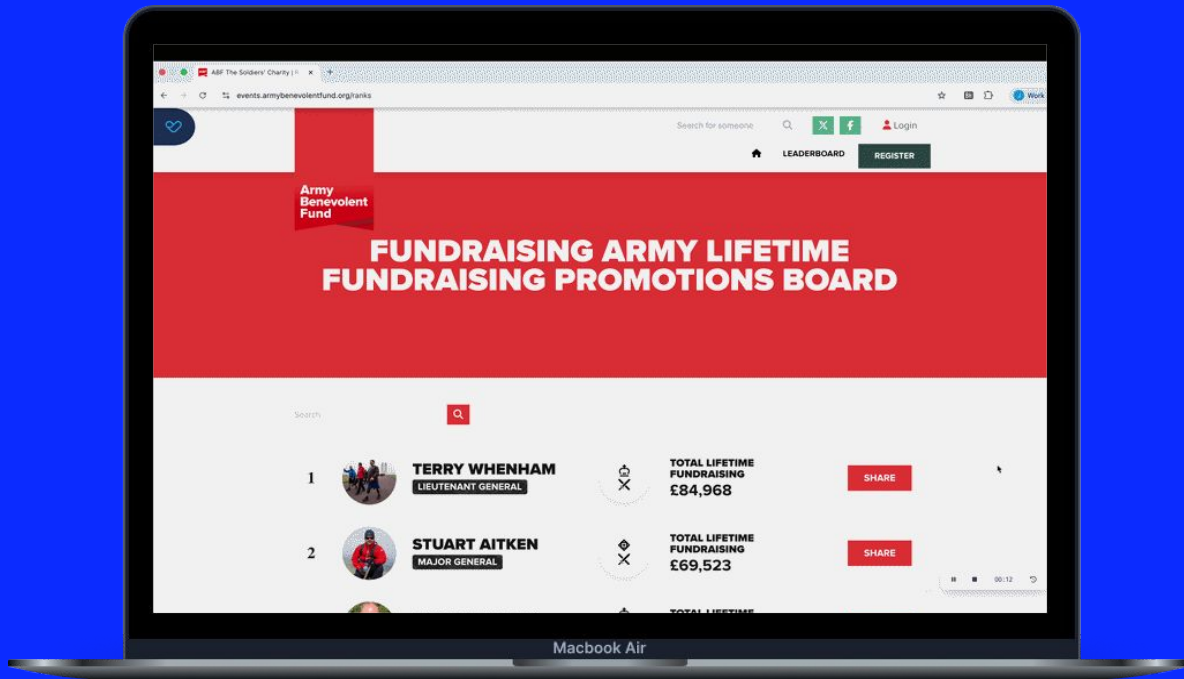 ABF The Soldiers' Charity |
events.armybenevolentfund.org/ranks
Work
Search for someone
Login
LEADERBOARD
REGISTER
Army
Benevolent
Fund
FUNDRAISING ARMY LIFETIME
FUNDRAISING PROMOTIONS BOARD
Search
1
TERRY WHENHAM
LIEUTENANT GENERAL
TOTAL LIFETIME
FUNDRAISING
£84,968
SHARE
2
STUART AITKEN
MAJOR GENERAL
TOTAL LIFETIME
FUNDRAISING
£69,523
SHARE
TOTAL LIFETIME
00:12
Macbook Air